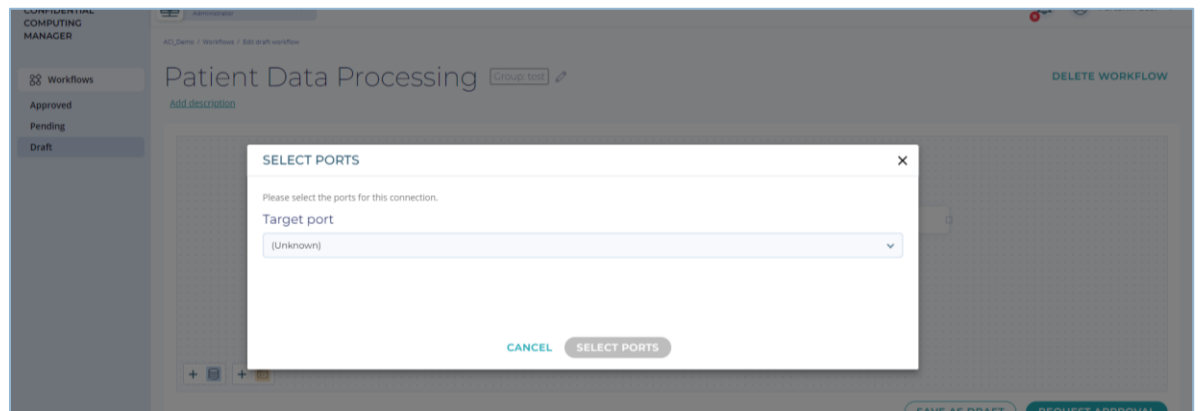 CONFIDENTIAL
COMPUTING
MANAGER
Administrator
ACI_Demo / Workflows / Edit draft workflow
Workflows
Patient Data Processing Group: test
DELETE WORKFLOW
Add description
Approved
Pending
Draft
SELECT PORTS
Please select the ports for this connection.
Target port
(Unknown)
CANCEL SELECT PORTS
SAVE AS DRAFT REQUEST APPROVAL